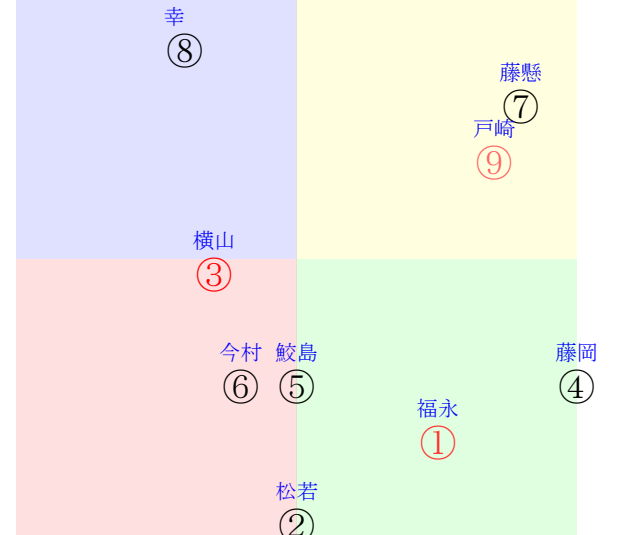 幸
⑧
藤懸
⑦
戸崎
⑨
横山
③
今村 鮫島 藤岡
⑥ ⑤ ④
福永
①
松若
②